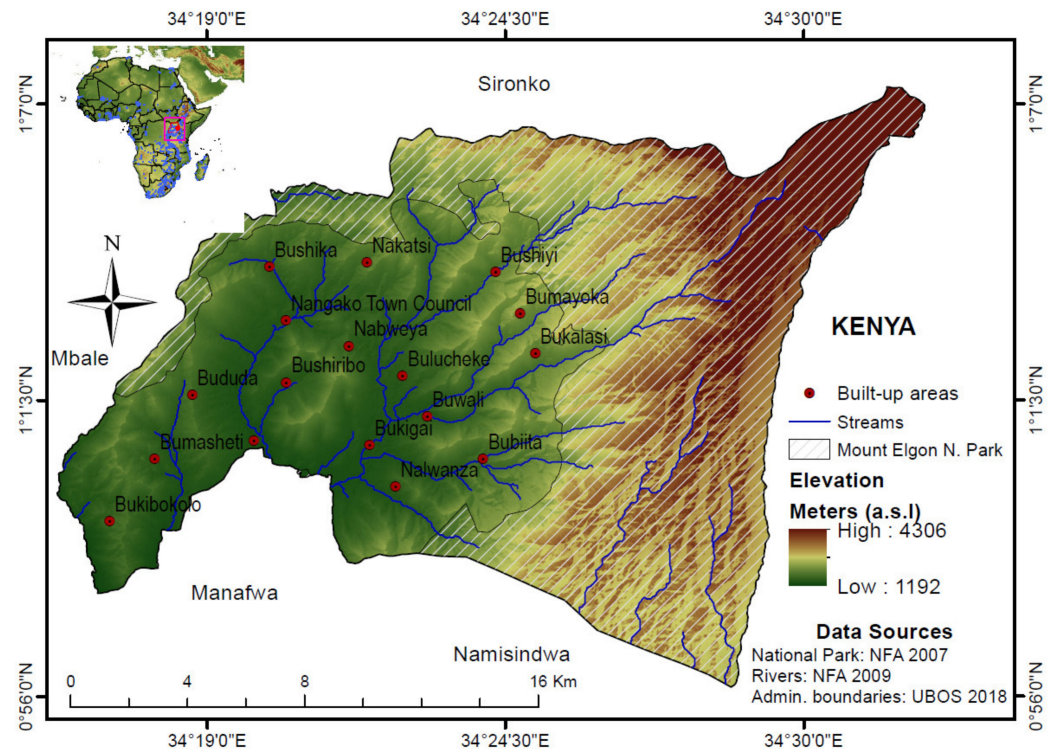 34°19'0"E 34°24'30"E 34°30'0"E
1°7'0"N 1°7'0"N
Sironko
N
Bushika
Nakatsi
Bushiyi
Nangako Town Council
Bumayoka
Nabweya
Bukalasi
KENYA
Mbale
Bushiribo
Bulucheke
Bududa
Buwali
1°11'30"N 1°11'30"N
Built-up areas
Bumasheti
Bukigai
Bubiita
Streams
Mount Elgon N. Park
Nalwanza
Elevation
Bukibokolo
Meters (a.s.l)
High : 4306
Low : 1192
Manafwa
Namisindwa
Data Sources
National Park: NFA 2007
Rivers: NFA 2009
Admin. boundaries: UBOS 2018
0 4 8 12 16 Km
0°56'0"N 0°56'0"N
34°19'0"E 34°24'30"E 34°30'0"E